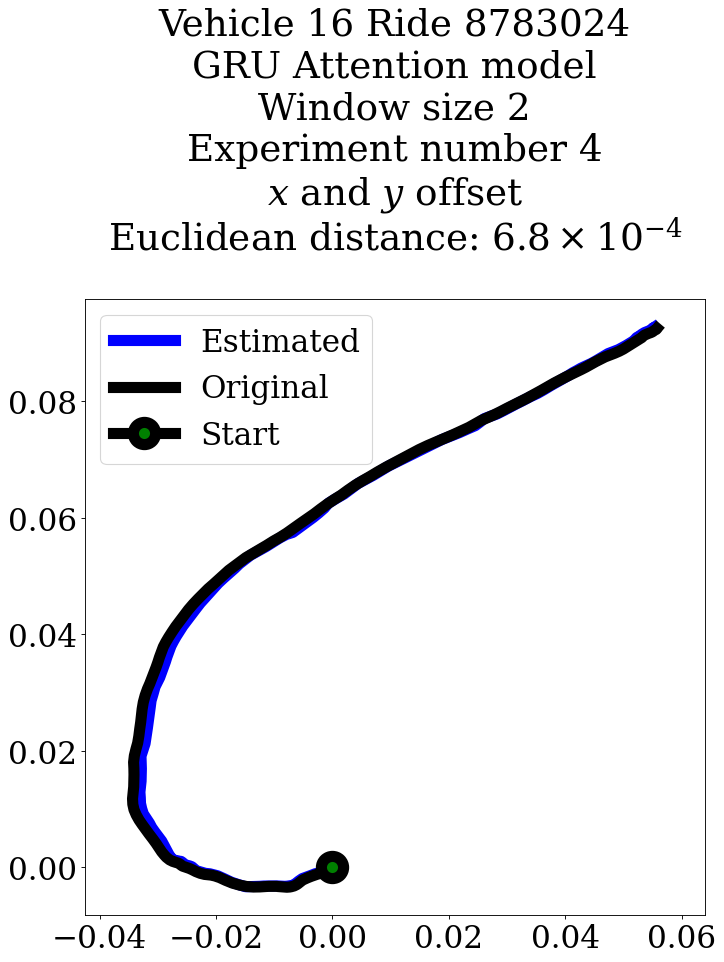 Vehicle 16 Ride 8783024
GRU Attention model
Window size 2
Experiment number 4
x and y offset
Euclidean distance: 6.8 × 10⁻⁴
Estimated
Original
Start
0.08
0.06
0.04
0.02
0.00
−0.04 −0.02 0.00 0.02 0.04 0.06